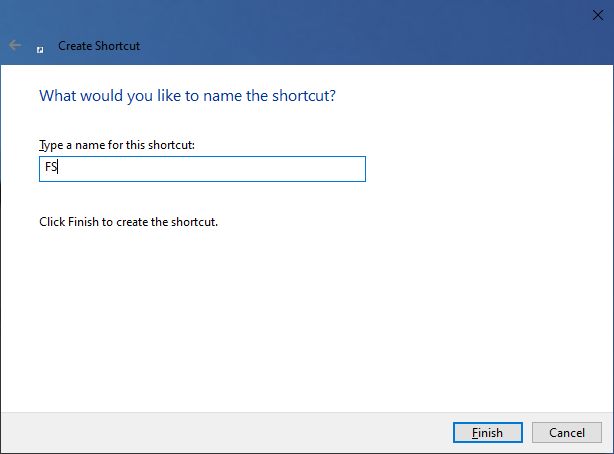 Create Shortcut
What would you like to name the shortcut?
Type a name for this shortcut:
FS
Click Finish to create the shortcut.
Finish Cancel